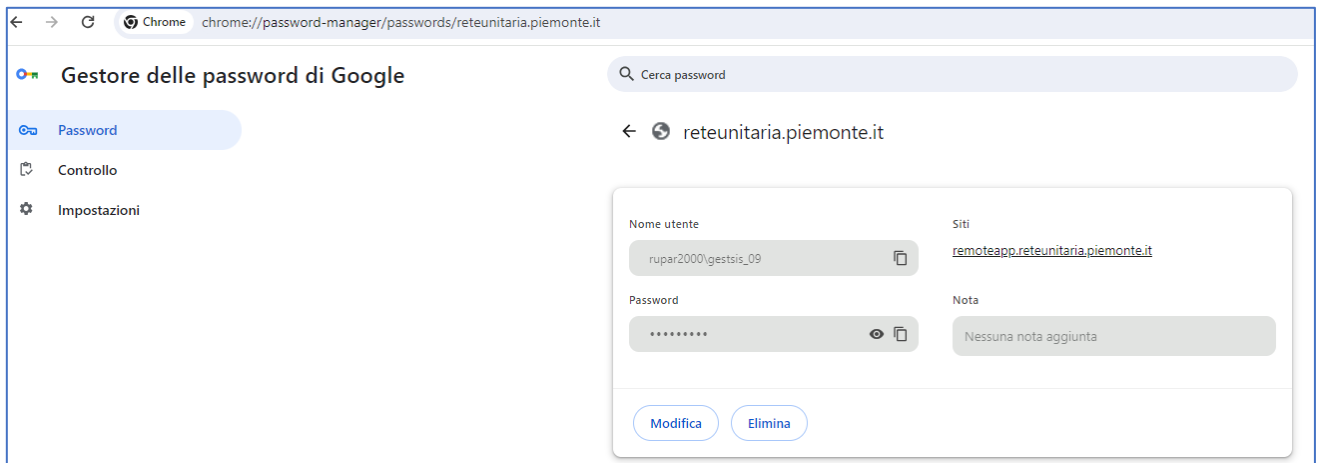 Chrome chrome://password-manager/passwords/reteunitaria.piemonte.it
Gestore delle password di Google
Cerca password
Password
Controllo
Impostazioni
reteunitaria.piemonte.it
Nome utente
Siti
rupar2000\gestsis_09
remoteapp.reteunitaria.piemonte.it
Password
Nota
•••••••••
Nessuna nota aggiunta
Modifica
Elimina